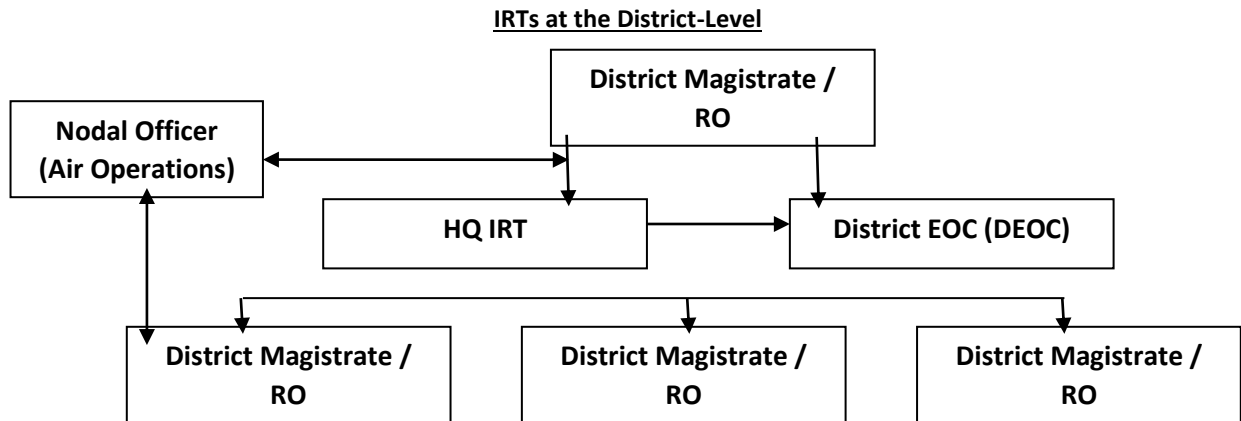 IRTs at the District-Level
District Magistrate /
RO
Nodal Officer
(Air Operations)
HQ IRT
District EOC (DEOC)
District Magistrate /
RO
District Magistrate /
RO
District Magistrate /
RO